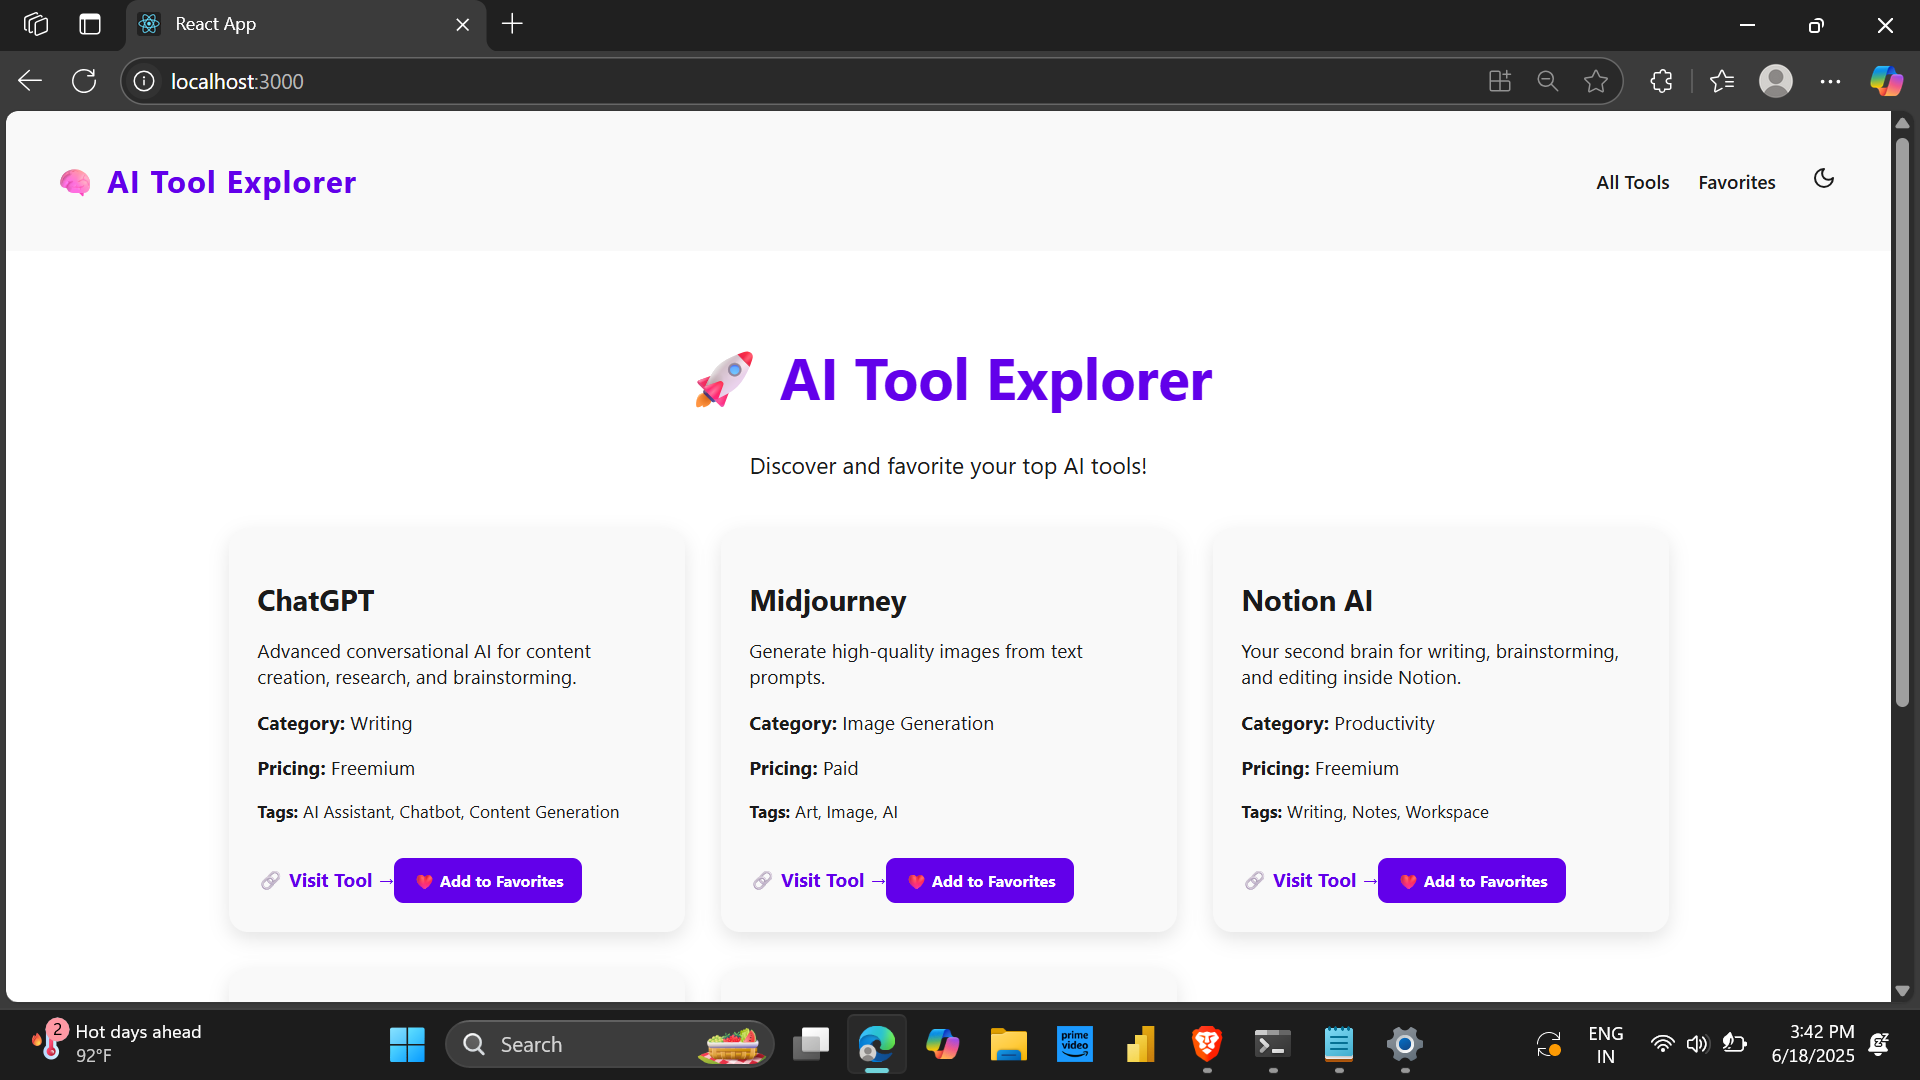 React App
localhost:3000
🧠 AI Tool Explorer
All Tools
Favorites
🚀 AI Tool Explorer
Discover and favorite your top AI tools!
ChatGPT
Advanced conversational AI for content
creation, research, and brainstorming.
Category: Writing
Pricing: Freemium
Tags: AI Assistant, Chatbot, Content Generation
🔗 Visit Tool →
❤️ Add to Favorites
Midjourney
Generate high-quality images from text
prompts.
Category: Image Generation
Pricing: Paid
Tags: Art, Image, AI
🔗 Visit Tool →
❤️ Add to Favorites
Notion AI
Your second brain for writing, brainstorming,
and editing inside Notion.
Category: Productivity
Pricing: Freemium
Tags: Writing, Notes, Workspace
🔗 Visit Tool →
❤️ Add to Favorites
2
Hot days ahead
92°F
Search
prime
video
ENG
IN
3:42 PM
6/18/2025